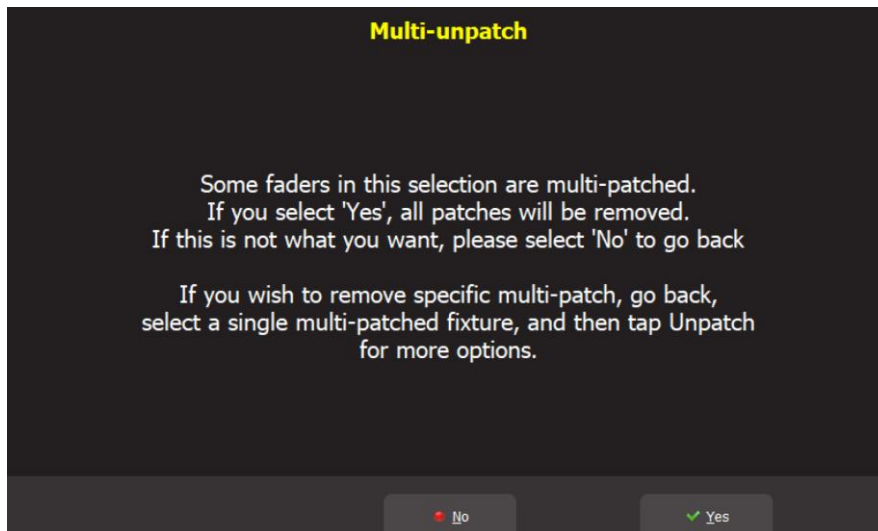 Multi-unpatch
Some faders in this selection are multi-patched.
If you select 'Yes', all patches will be removed.
If this is not what you want, please select 'No' to go back
If you wish to remove specific multi-patch, go back,
select a single multi-patched fixture, and then tap Unpatch
for more options.
No
Yes